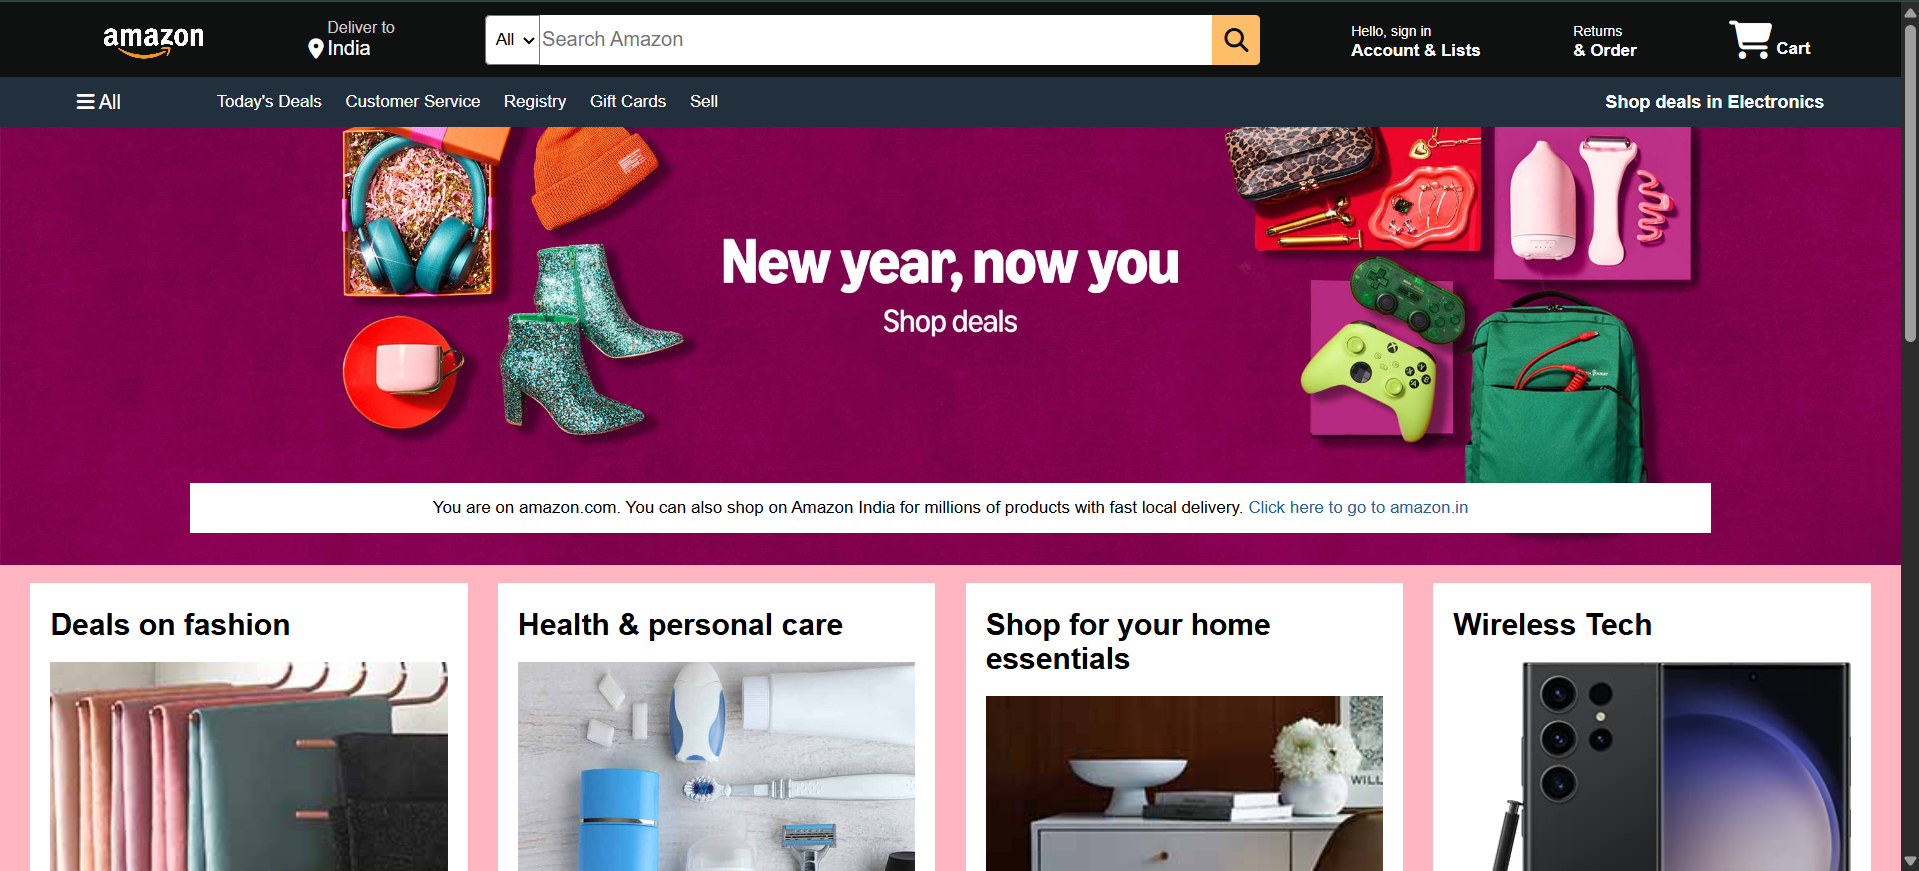 amazon
Deliver to
India
All
Search Amazon
Hello, sign in
Account & Lists
Returns
& Order
Cart
All
Today's Deals
Customer Service
Registry
Gift Cards
Sell
Shop deals in Electronics
New year, now you
Shop deals
You are on amazon.com. You can also shop on Amazon India for millions of products with fast local delivery. Click here to go to amazon.in
Deals on fashion
Health & personal care
Shop for your home
essentials
Wireless Tech
WILL